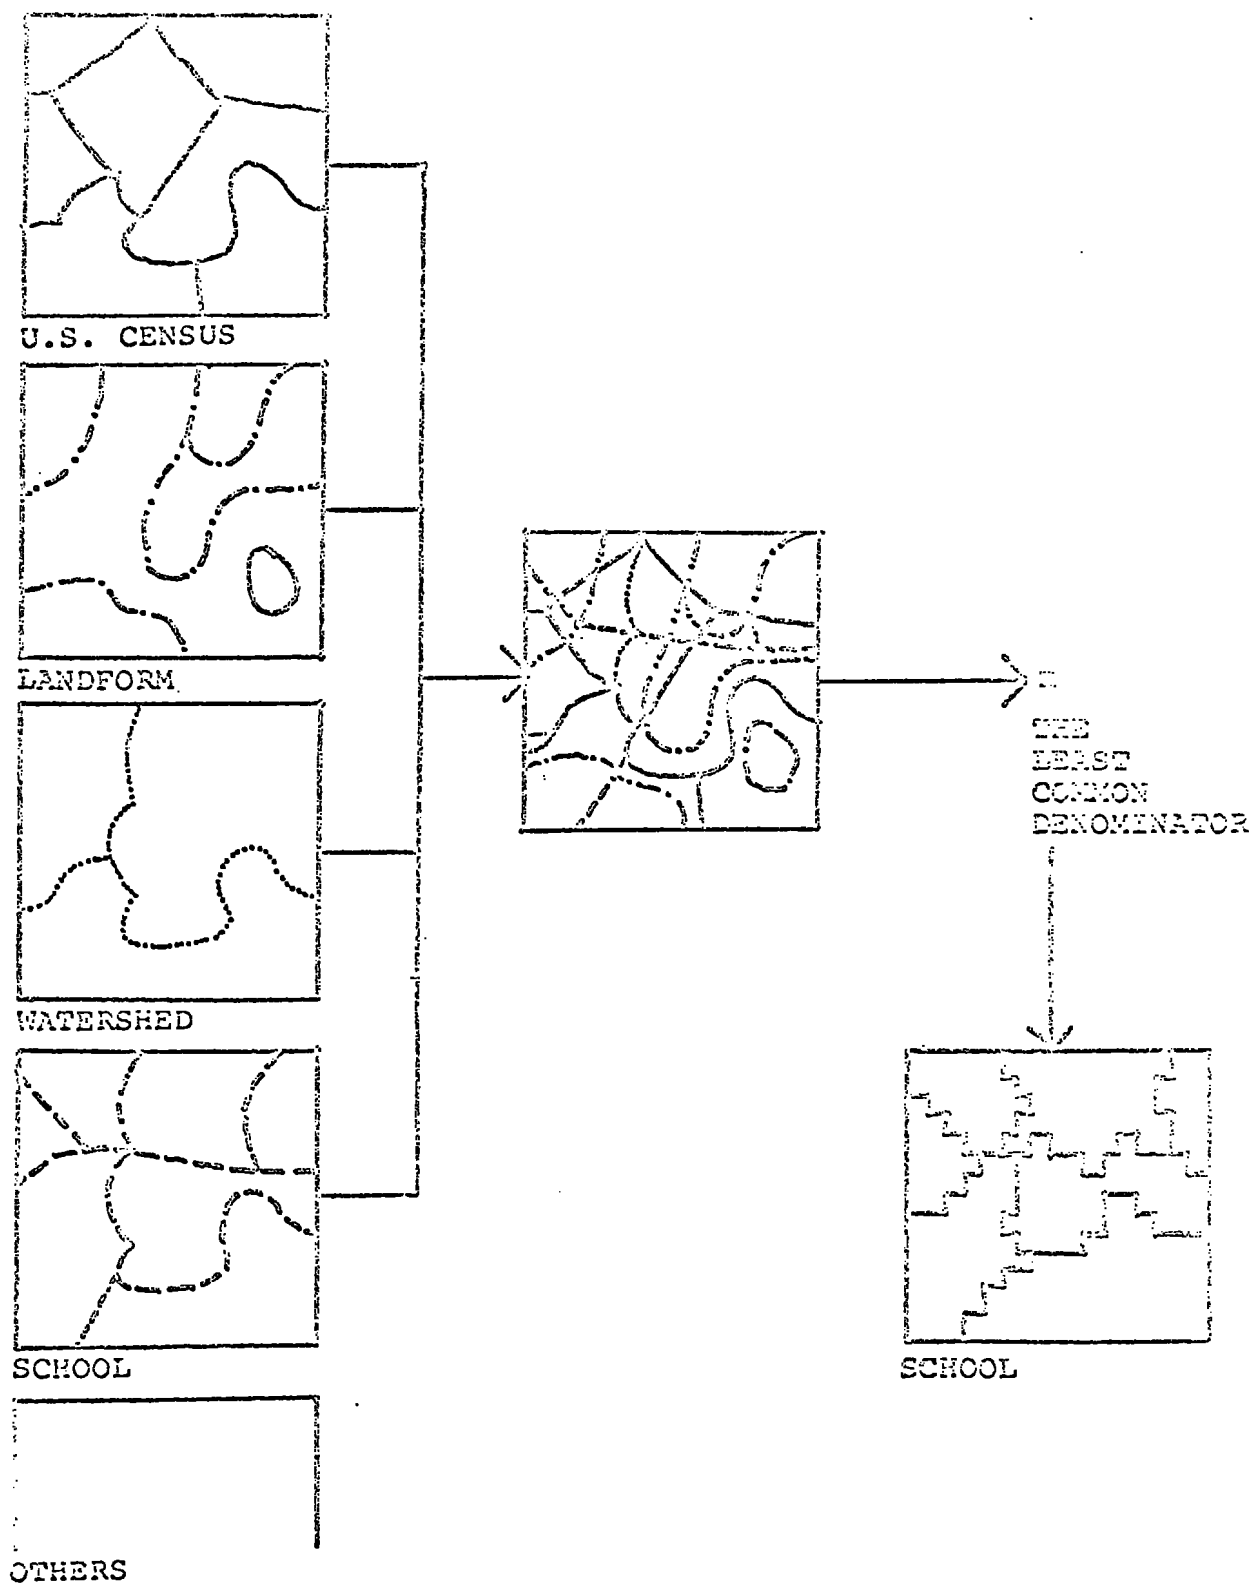 U.S. CENSUS
LANDFORM
WATERSHED
SCHOOL
OTHERS
THE
LEAST
COMMON
DENOMINATOR
SCHOOL